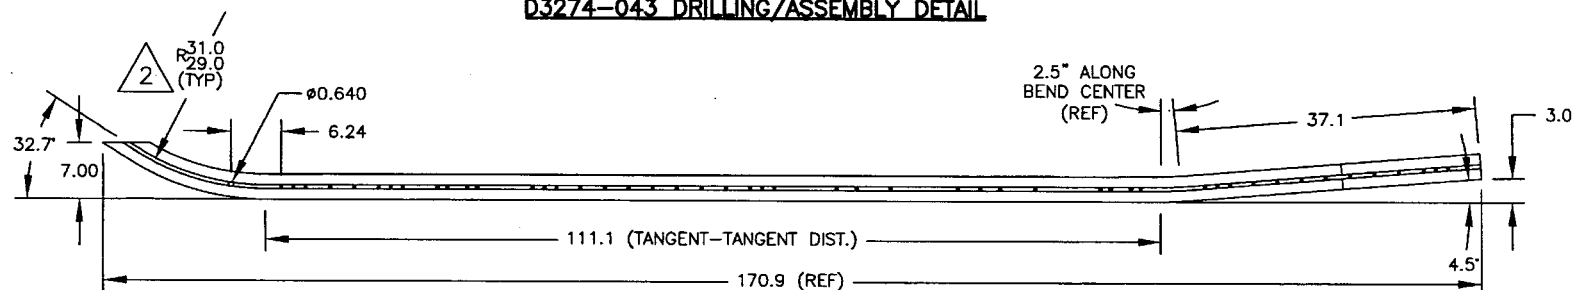 D3274-043 DRILLING/ASSEMBLY DETAIL
2
R31.0
29.0
(TYP)
ø0.640
6.24
2.5" ALONG
BEND CENTER
(REF)
37.1
3.0
32.7°
7.00
111.1 (TANGENT-TANGENT DIST.)
4.5°
170.9 (REF)